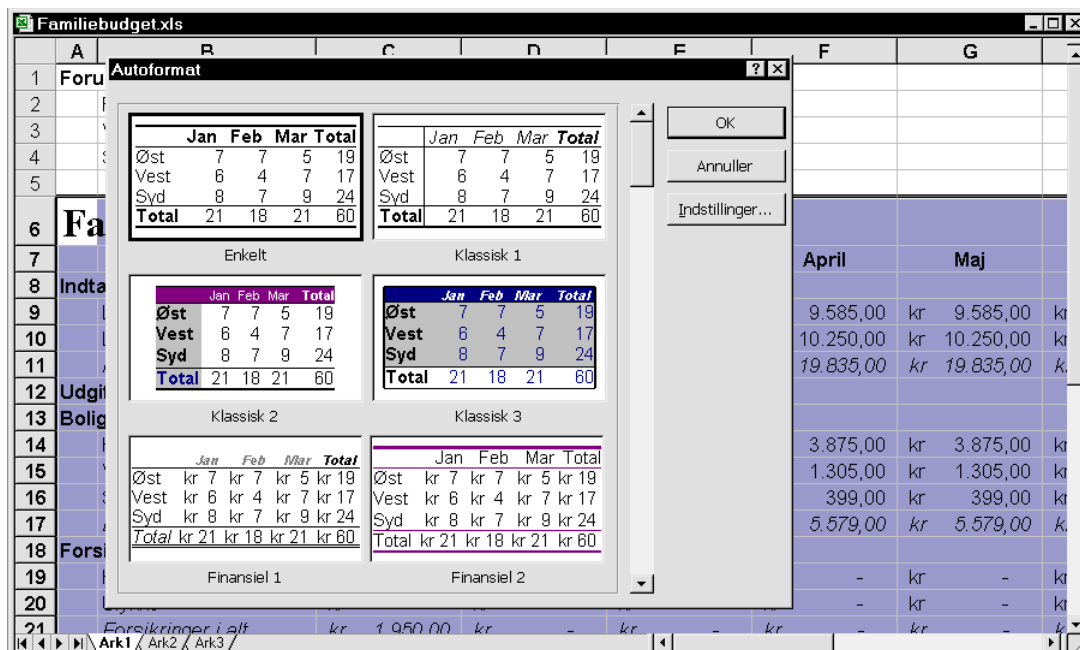 Familiebudget.xls
A B C D E F G
Autoformat
1 Foru
2
3
4
5
6 Fa
7 April Maj
8 Indta
9 9.585,00 kr 9.585,00
10 10.250,00 kr 10.250,00
11 19.835,00 kr 19.835,00
12 Udgif
13 Bolig
14 3.875,00 kr 3.875,00
15 1.305,00 kr 1.305,00
16 399,00 kr 399,00
17 5.579,00 kr 5.579,00
18 Forsi
19 - kr -
20 - kr -
21 Forsikringer i alt kr 1.950,00 kr - kr - kr - kr -
Jan Feb Mar Total
Øst 7 7 5 19
Vest 6 4 7 17
Syd 8 7 9 24
Total 21 18 21 60
Enkelt
Jan Feb Mar Total
Øst 7 7 5 19
Vest 6 4 7 17
Syd 8 7 9 24
Total 21 18 21 60
Klassisk 1
Jan Feb Mar Total
Øst 7 7 5 19
Vest 6 4 7 17
Syd 8 7 9 24
Total 21 18 21 60
Klassisk 2
Jan Feb Mar Total
Øst 7 7 5 19
Vest 6 4 7 17
Syd 8 7 9 24
Total 21 18 21 60
Klassisk 3
Jan Feb Mar Total
Øst kr 7 kr 7 kr 5 kr 19
Vest kr 6 kr 4 kr 7 kr 17
Syd kr 8 kr 7 kr 9 kr 24
Total kr 21 kr 18 kr 21 kr 60
Finansiel 1
Jan Feb Mar Total
Øst kr 7 kr 7 kr 5 kr 19
Vest kr 6 kr 4 kr 7 kr 17
Syd kr 8 kr 7 kr 9 kr 24
Total kr 21 kr 18 kr 21 kr 60
Finansiel 2
OK
Annuller
Indstillinger...
Ark1 Ark2 Ark3